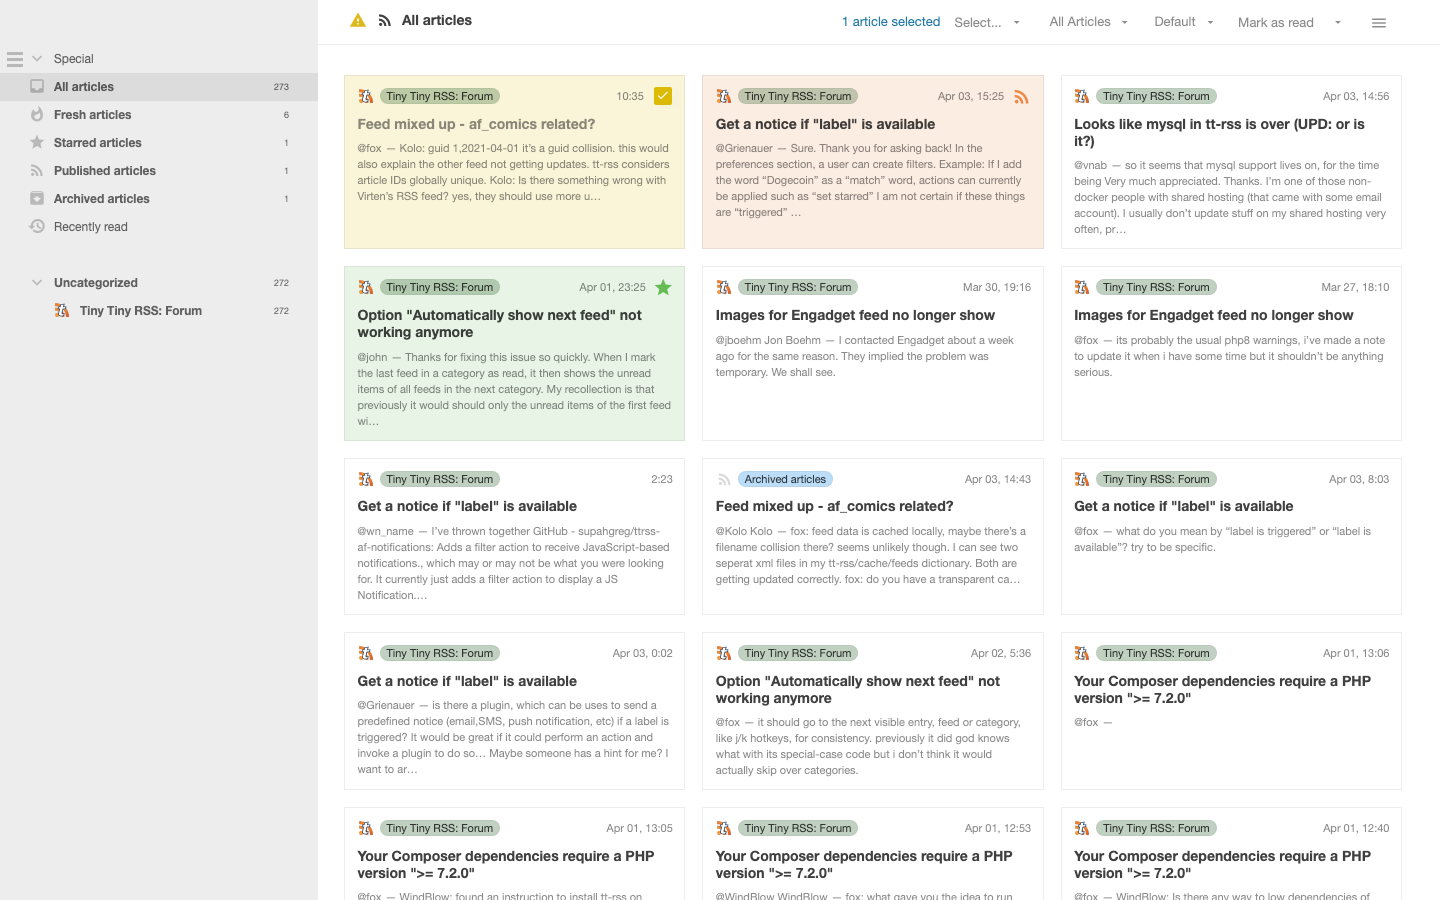 All articles
1 article selected
Select...
All Articles
Default
Mark as read
Special
All articles
273
Fresh articles
6
Starred articles
1
Published articles
1
Archived articles
1
Recently read
Uncategorized
272
Tiny Tiny RSS: Forum
272
Tiny Tiny RSS: Forum
10:35
Feed mixed up - af_comics related?
@fox — Kolo: guid 1,2021-04-01 it’s a guid collision. this would
also explain the other feed not getting updates. tt-rss considers
article IDs globally unique. Kolo: Is there something wrong with
Virten’s RSS feed? yes, they should use more u…
Tiny Tiny RSS: Forum
Apr 03, 15:25
Get a notice if "label" is available
@Grienauer — Sure. Thank you for asking back! In the
preferences section, a user can create filters. Example: If I add
the word “Dogecoin” as a “match” word, actions can currently
be applied such as “set starred” I am not certain if these things
are “triggered” …
Tiny Tiny RSS: Forum
Apr 03, 14:56
Looks like mysql in tt-rss is over (UPD: or is
it?)
@vnab — so it seems that mysql support lives on, for the time
being Very much appreciated. Thanks. I’m one of those non-
docker people with shared hosting (that came with some email
account). I usually don’t update stuff on my shared hosting very
often, pr…
Tiny Tiny RSS: Forum
Apr 01, 23:25
Option "Automatically show next feed" not
working anymore
@john — Thanks for fixing this issue so quickly. When I mark
the last feed in a category as read, it then shows the unread
items of all feeds in the next category. My recollection is that
previously it would should only the unread items of the first feed
wi…
Tiny Tiny RSS: Forum
Mar 30, 19:16
Images for Engadget feed no longer show
@jboehm Jon Boehm — I contacted Engadget about a week
ago for the same reason. They implied the problem was
temporary. We shall see.
Tiny Tiny RSS: Forum
Mar 27, 18:10
Images for Engadget feed no longer show
@fox — its probably the usual php8 warnings, i’ve made a note
to update it when i have some time but it shouldn’t be anything
serious.
Tiny Tiny RSS: Forum
2:23
Get a notice if "label" is available
@wn_name — I’ve thrown together GitHub - supahgreg/ttrss-
af-notifications: Adds a filter action to receive JavaScript-based
notifications., which may or may not be what you were looking
for. It currently just adds a filter action to display a JS
Notification.…
Archived articles
Apr 03, 14:43
Feed mixed up - af_comics related?
@Kolo Kolo — fox: feed data is cached locally, maybe there’s a
filename collision there? seems unlikely though. I can see two
seperat xml files in my tt-rss/cache/feeds dictionary. Both are
getting updated correctly. fox: do you have a transparent ca…
Tiny Tiny RSS: Forum
Apr 03, 8:03
Get a notice if "label" is available
@fox — what do you mean by “label is triggered” or “label is
available”? try to be specific.
Tiny Tiny RSS: Forum
Apr 03, 0:02
Get a notice if "label" is available
@Grienauer — is there a plugin, which can be uses to send a
predefined notice (email,SMS, push notification, etc) if a label is
triggered? It would be great if it could perform an action and
invoke a plugin to do so… Maybe someone has a hint for me? I
want to ar…
Tiny Tiny RSS: Forum
Apr 02, 5:36
Option "Automatically show next feed" not
working anymore
@fox — it should go to the next visible entry, feed or category,
like j/k hotkeys, for consistency. previously it did god knows
what with its special-case code but i don’t think it would
actually skip over categories.
Tiny Tiny RSS: Forum
Apr 01, 13:06
Your Composer dependencies require a PHP
version ">= 7.2.0"
@fox —
Tiny Tiny RSS: Forum
Apr 01, 13:05
Your Composer dependencies require a PHP
version ">= 7.2.0"
@fox — WindBlow: found an instruction to install tt-rss on
Tiny Tiny RSS: Forum
Apr 01, 12:53
Your Composer dependencies require a PHP
version ">= 7.2.0"
@WindBlow WindBlow — fox: what gave you the idea to run
Tiny Tiny RSS: Forum
Apr 01, 12:40
Your Composer dependencies require a PHP
version ">= 7.2.0"
@fox — WindBlow: Is there any way to low dependencies of